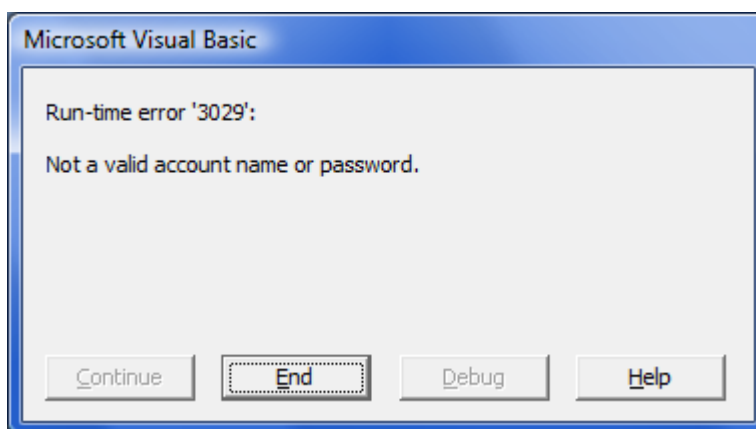 Microsoft Visual Basic
Run-time error '3029':
Not a valid account name or password.
Continue End Debug Help